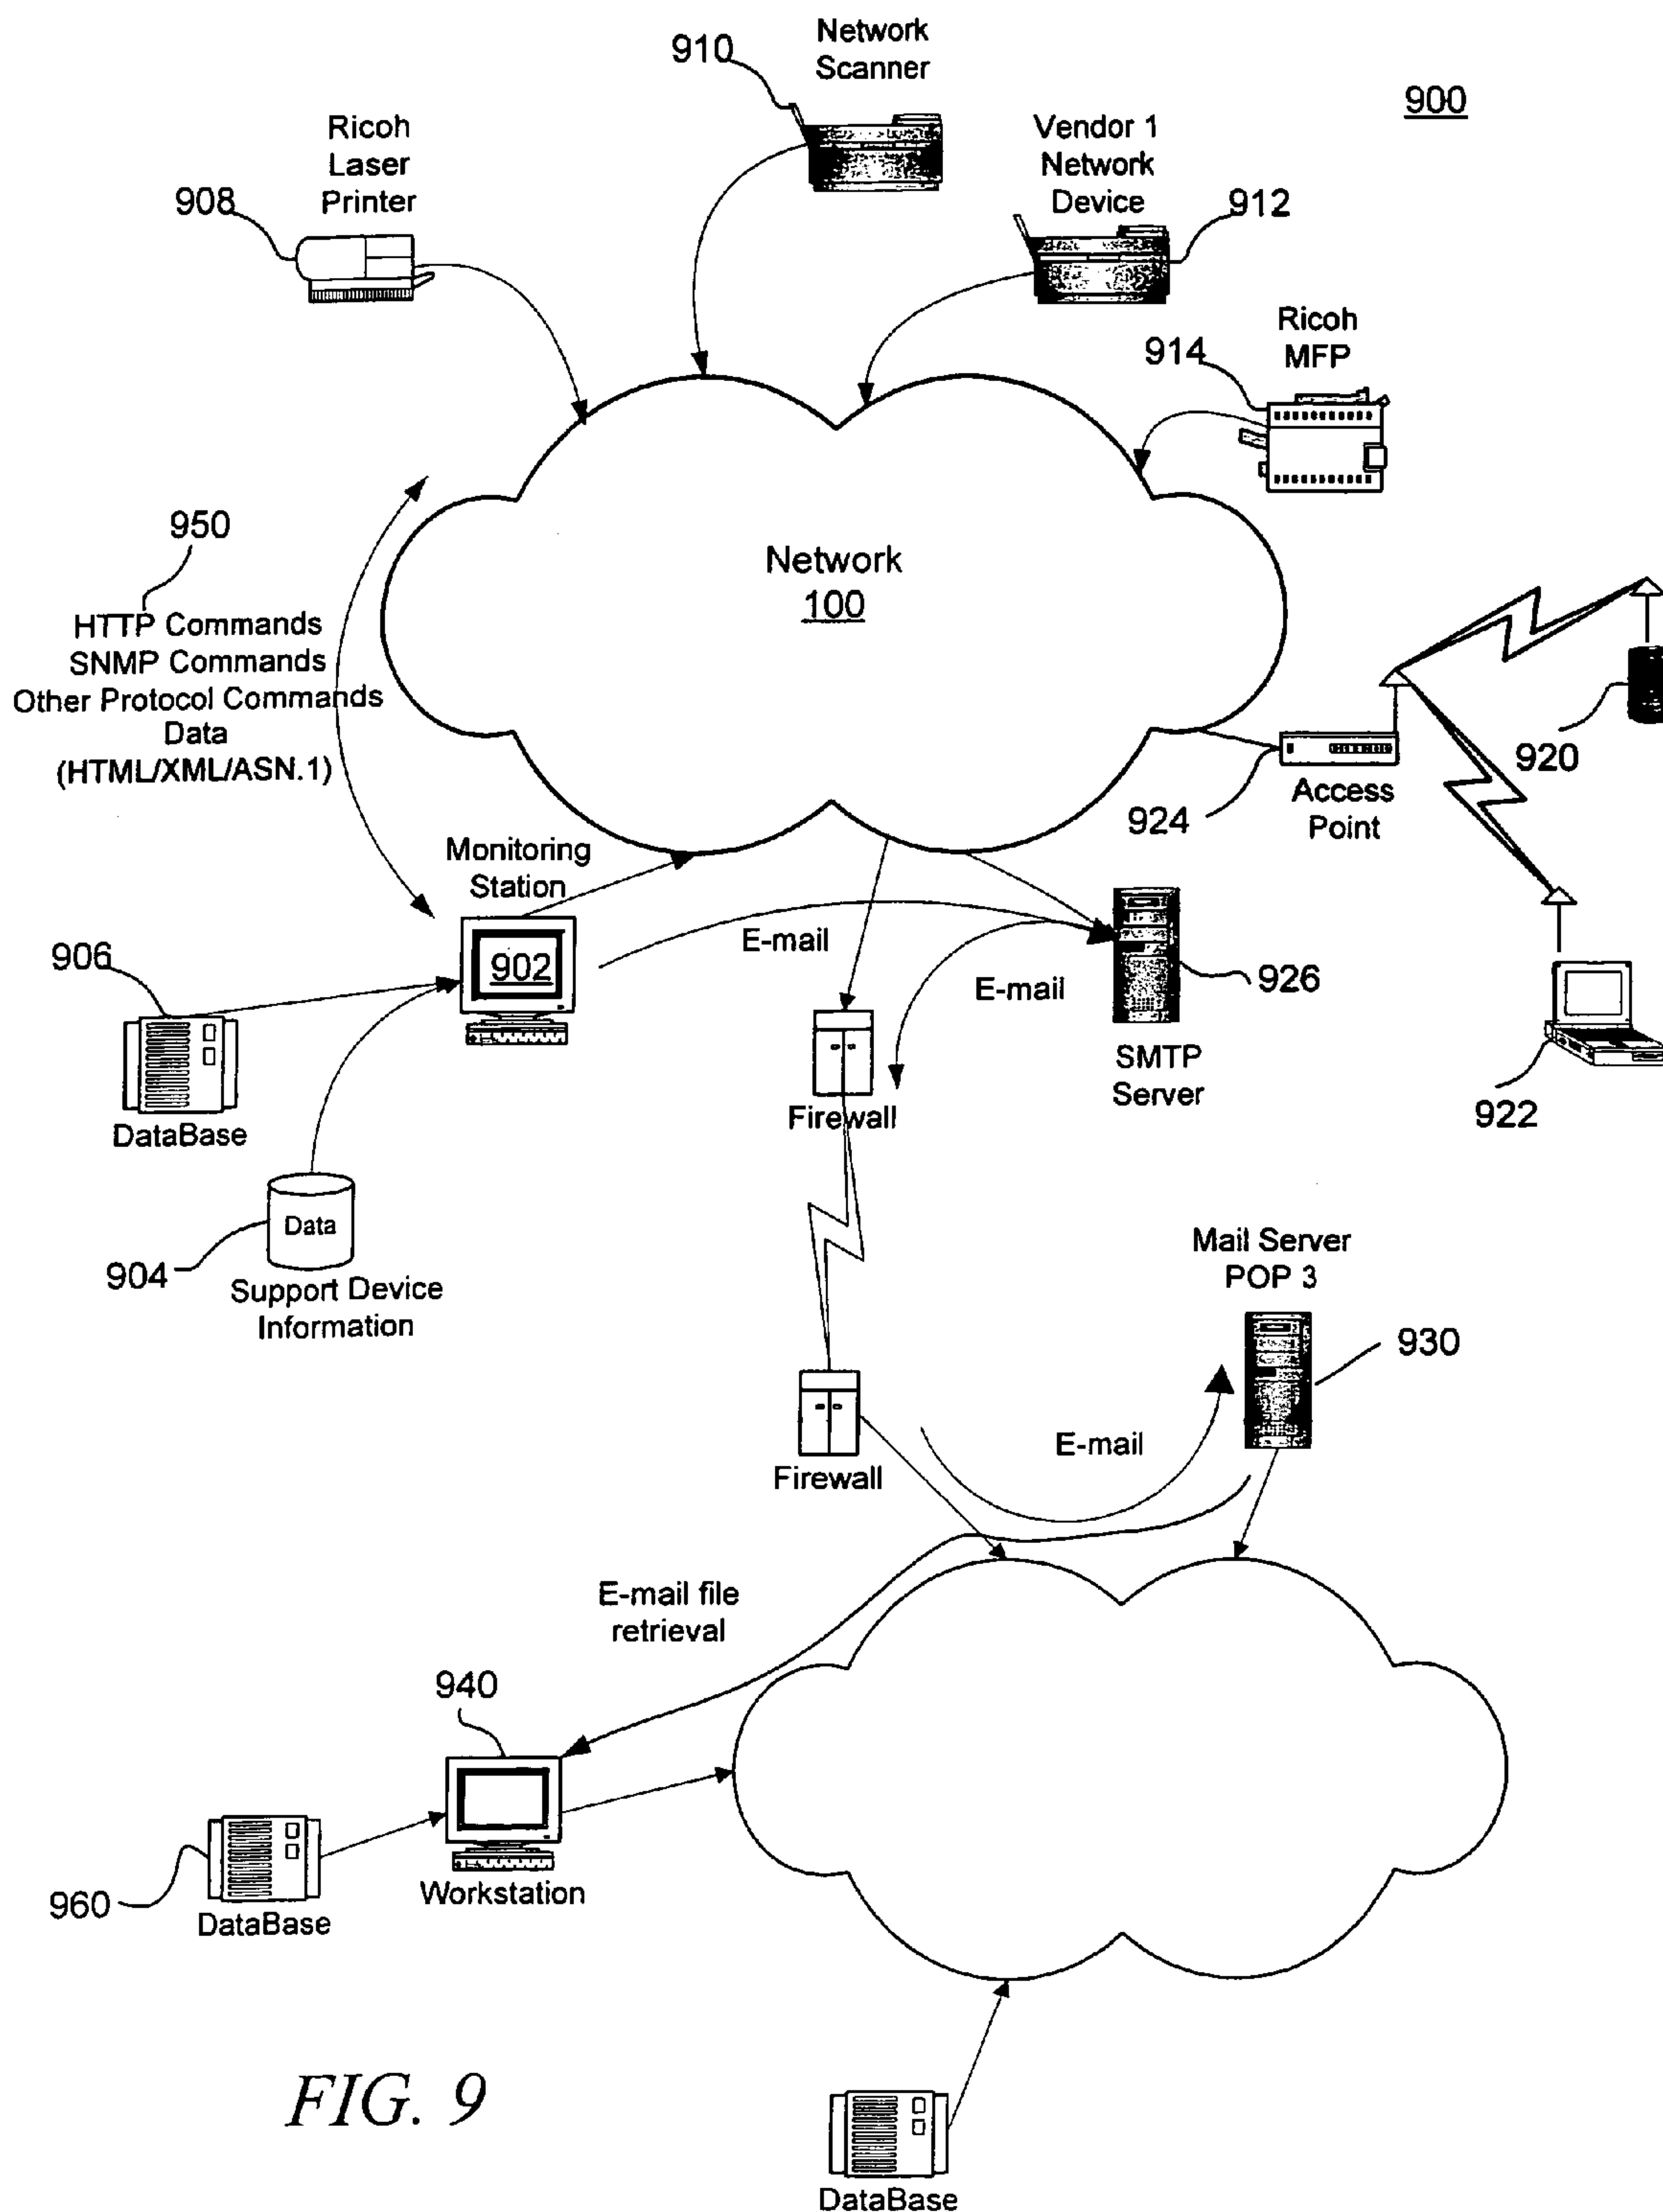 910
Network
Scanner
900
Ricoh
Laser
Printer
908
Vendor 1
Network
Device
912
Ricoh
MFP
914
950
HTTP Commands
SNMP Commands
Other Protocol Commands
Data
(HTML/XML/ASN.1)
Network
100
920
Access
Point
924
Monitoring
Station
902
E-mail
E-mail
926
SMTP
Server
922
906
DataBase
Firewall
Data
904
Support Device
Information
Mail Server
POP 3
930
E-mail
Firewall
E-mail file
retrieval
940
Workstation
960
DataBase
FIG. 9
DataBase